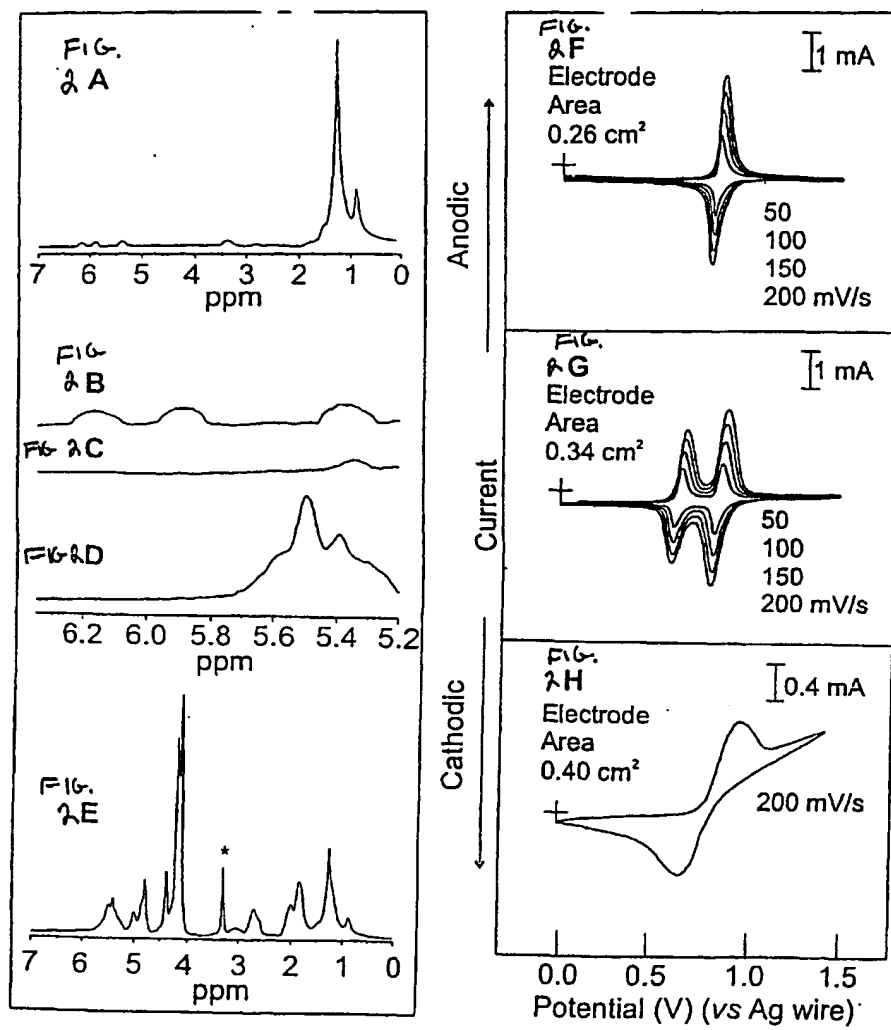 FIG.
2 A
7 6 5 4 3 2 1 0
ppm
FIG
2B
FIG 2C
FIG 2D
6.2 6.0 5.8 5.6 5.4 5.2
ppm
FIG.
2E
*
7 6 5 4 3 2 1 0
ppm
Anodic
Current
Cathodic
FIG.
2F
1 mA
Electrode
Area
0.26 cm²
50
100
150
200 mV/s
FIG.
2G
1 mA
Electrode
Area
0.34 cm²
50
100
150
200 mV/s
FIG.
2H
0.4 mA
Electrode
Area
0.40 cm²
200 mV/s
0.0 0.5 1.0 1.5
Potential (V) (vs Ag wire)